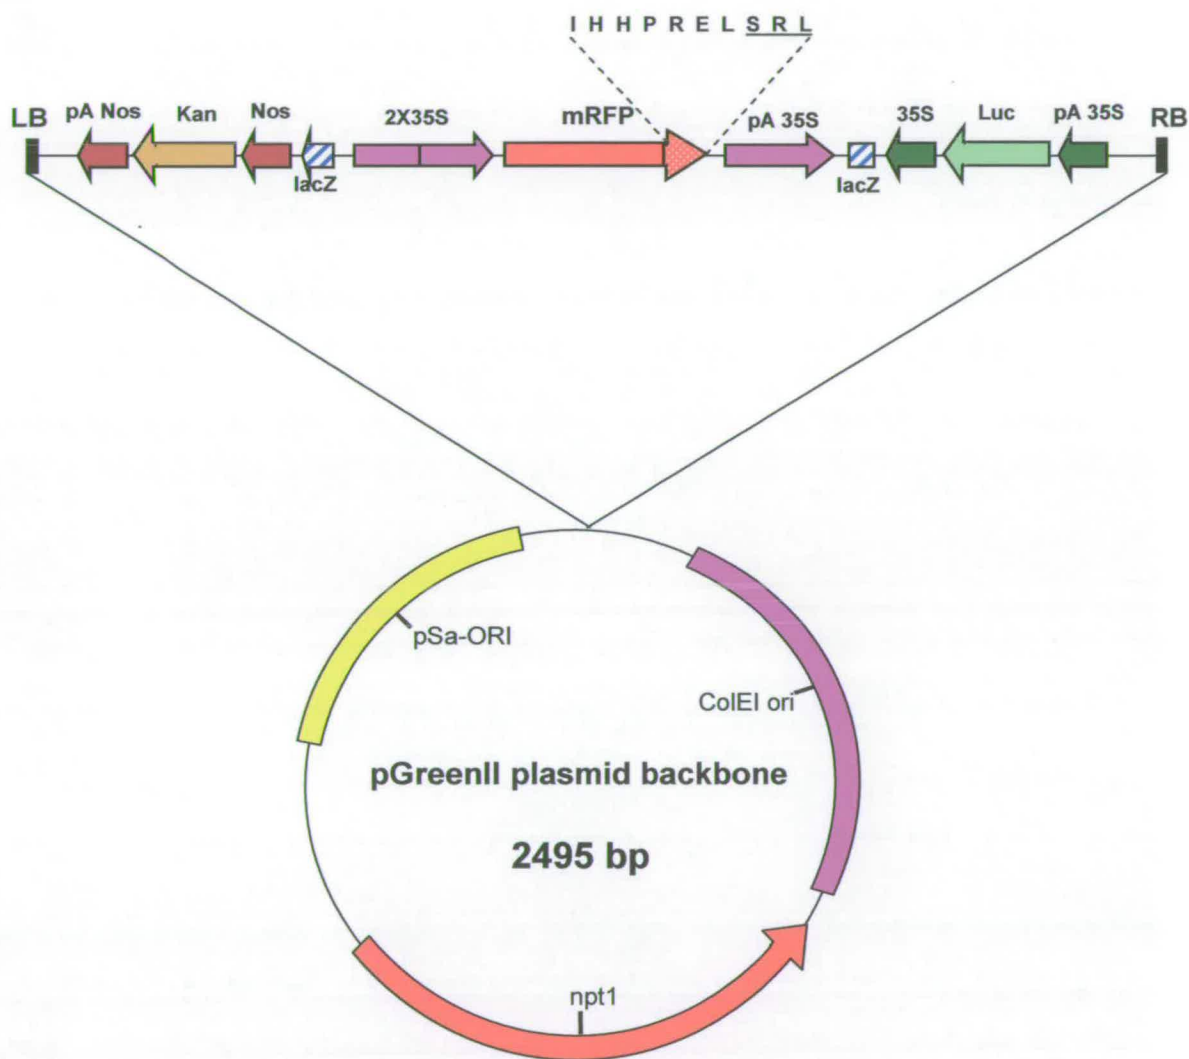 I H H P R E L S R L
LB pA Nos Kan Nos 2X35S mRFP pA 35S 35S Luc pA 35S RB
lacZ lacZ
pSa-ORI
ColEI ori
pGreenII plasmid backbone
2495 bp
npt1